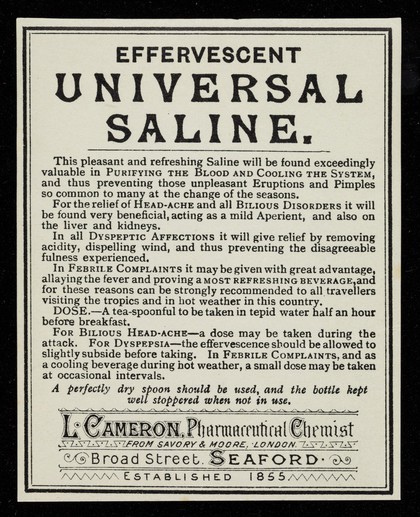 EFFERVESCENT
UNIVERSAL
SALINE.
This pleasant and refreshing Saline will be found exceedingly
valuable in PURIFYING THE BLOOD AND COOLING THE SYSTEM,
and thus preventing those unpleasant Eruptions and Pimples
so common to many at the change of the seasons.
For the relief of HEAD-ACHE and all BILIOUS DISORDERS it will
be found very beneficial, acting as a mild Aperient, and also on
the liver and kidneys.
In all DYSPEPTIC AFFECTIONS it will give relief by removing
acidity, dispelling wind, and thus preventing the disagreeable
fulness experienced.
In FEBRILE COMPLAINTS it may be given with great advantage,
allaying the fever and proving a MOST REFRESHING BEVERAGE, and
for these reasons can be strongly recommended to all travellers
visiting the tropics and in hot weather in this country.
DOSE.—A tea-spoonful to be taken in tepid water half an hour
before breakfast.
FOR BILIOUS HEAD-ACHE—a dose may be taken during the
attack. FOR DYSPEPSIA—the effervescence should be allowed to
slightly subside before taking. IN FEBRILE COMPLAINTS, and as
a cooling beverage during hot weather, a small dose may be taken
at occasional intervals.
A perfectly dry spoon should be used, and the bottle kept
well stoppered when not in use.
L. CAMERON, Pharmaceutical Chemist
FROM SAVORY & MOORE, LONDON.
Broad Street. SEAFORD.
ESTABLISHED 1855